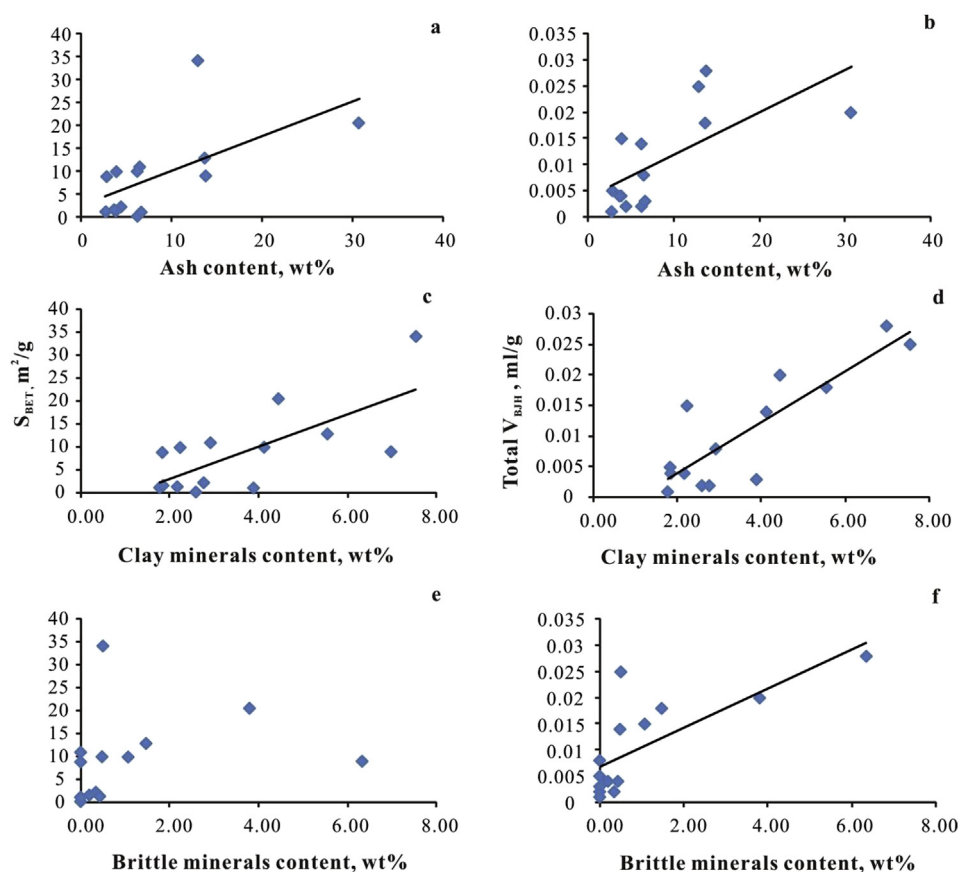 a
40
35
30
25
20
15
10
5
0
0 10 20 30 40
Ash content, wt%
b
0.035
0.03
0.025
0.02
0.015
0.01
0.005
0
0 10 20 30 40
Ash content, wt%
c
S_BET, m²/g
40
35
30
25
20
15
10
5
0
0.00 2.00 4.00 6.00 8.00
Clay minerals content, wt%
d
Total V_BJH , ml/g
0.03
0.025
0.02
0.015
0.01
0.005
0
0.00 2.00 4.00 6.00 8.00
Clay minerals content, wt%
e
40
35
30
25
20
15
10
5
0
0.00 2.00 4.00 6.00 8.00
Brittle minerals content, wt%
f
0.035
0.03
0.025
0.02
0.015
0.01
0.005
0
0.00 2.00 4.00 6.00 8.00
Brittle minerals content, wt%